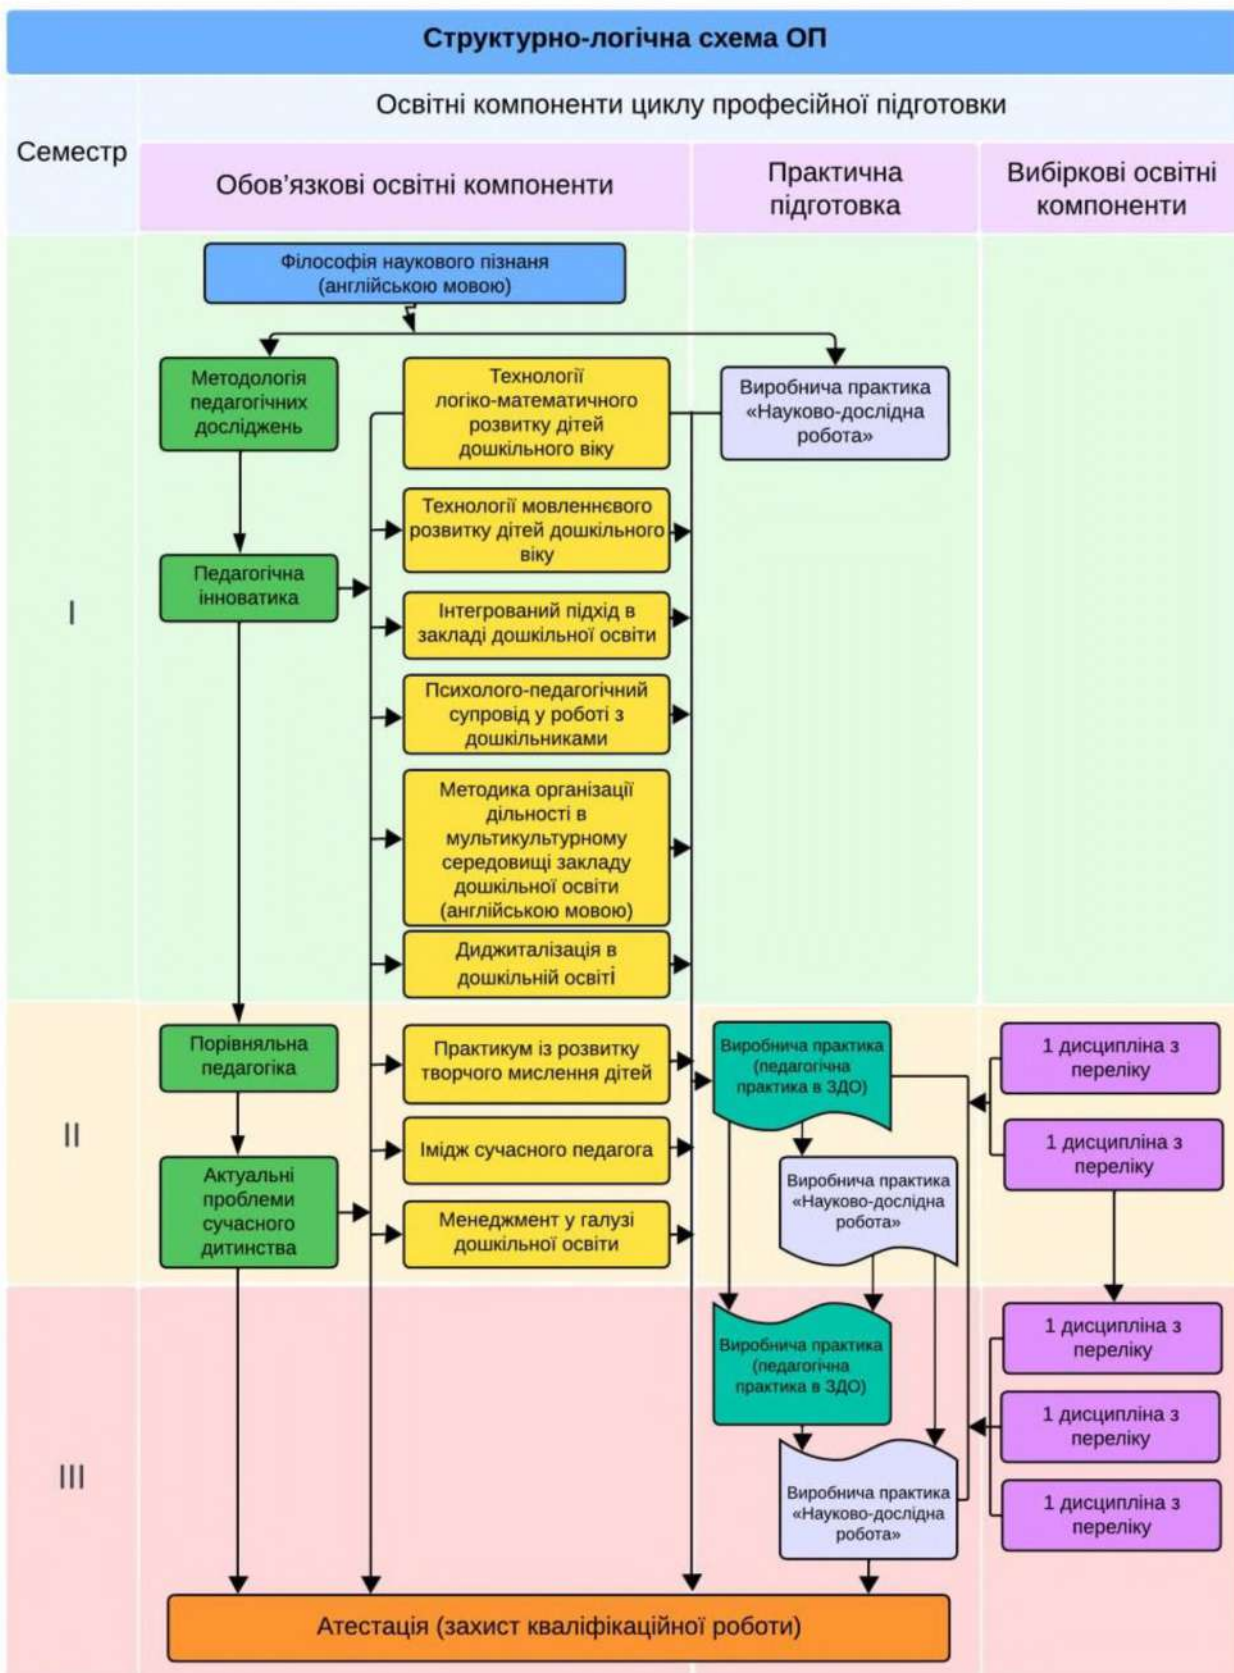 Структурно-логічна схема ОП
Освітні компоненти циклу професійної підготовки
Семестр
Обов’язкові освітні компоненти
Практична
підготовка
Вибіркові освітні
компоненти
I
Філософія наукового пізнаня
(англійською мовою)
Методологія
педагогічних
досліджень
Технології
логіко-математичного
розвитку дітей
дошкільного віку
Виробнича практика
«Науково-дослідна
робота»
Технології мовленнєвого
розвитку дітей дошкільного
віку
Педагогічна
інноватика
Інтегрований підхід в
закладі дошкільної освіти
Психолого-педагогічний
супровід у роботі з
дошкільниками
Методика організації
дільності в
мультикультурному
середовищі закладу
дошкільної освіти
(англійською мовою)
Диджиталізація в
дошкільній освіті
II
Порівняльна
педагогіка
Практикум із розвитку
творчого мислення дітей
Виробнича практика
(педагогічна
практика в ЗДО)
1 дисципліна з
переліку
Імідж сучасного педагога
1 дисципліна з
переліку
Актуальні
проблеми
сучасного
дитинства
Виробнича практика
«Науково-дослідна
робота»
Менеджмент у галузі
дошкільної освіти
III
Виробнича практика
(педагогічна
практика в ЗДО)
1 дисципліна з
переліку
1 дисципліна з
переліку
Виробнича практика
«Науково-дослідна
робота»
1 дисципліна з
переліку
Атестація (захист кваліфікаційної роботи)